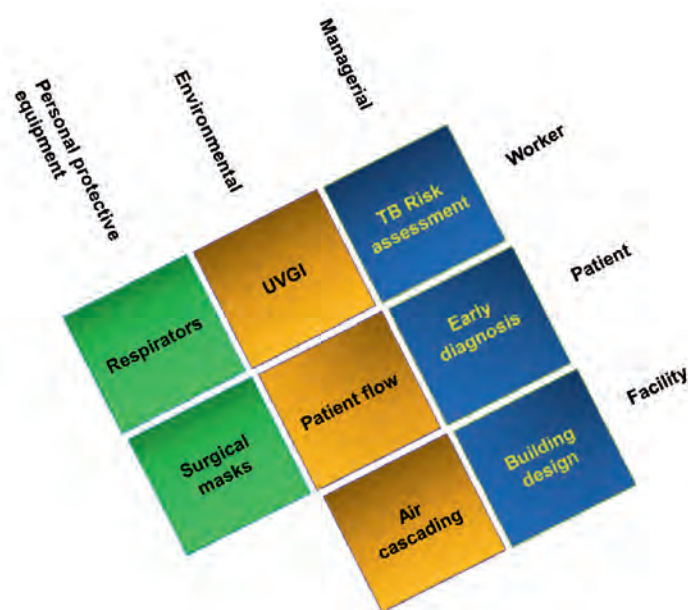 Personal protective
equipment
Environmental
Managerial
Worker
Patient
Facility
Respirators
UVGI
TB Risk
assessment
Surgical
masks
Patient flow
Early
diagnosis
Air
cascading
Building
design